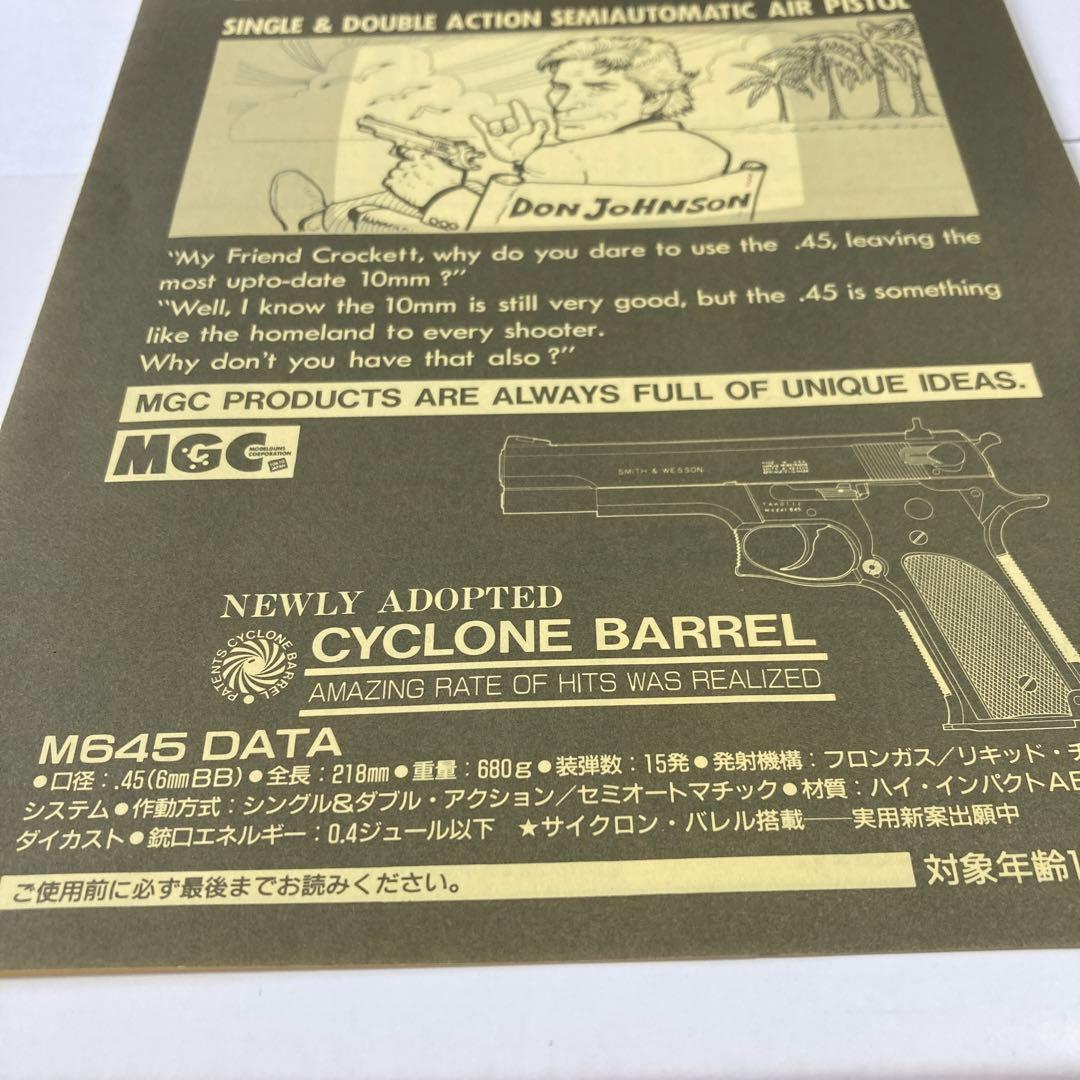 SINGLE & DOUBLE ACTION SEMIAUTOMATIC AIR PISTOL
DON JOHNSON
"My Friend Crockett, why do you dare to use the .45, leaving the
most upto-date 10mm ?"
"Well, I know the 10mm is still very good, but the .45 is something
like the homeland to every shooter.
Why don't you have that also ?"
MGC PRODUCTS ARE ALWAYS FULL OF UNIQUE IDEAS.
MGC
MODELGUNS
CORPORATION
TOKYO
JAPAN
SMITH & WESSON
MODEL 645
NEWLY ADOPTED
PATENTS CYCLONE BARREL
CYCLONE BARREL
AMAZING RATE OF HITS WAS REALIZED
M645 DATA
●口径：.45(6mmBB)●全長：218mm●重量：680g●装弾数：15発●発射機構：フロンガス／リキッド・チ
システム●作動方式：シングル&ダブル・アクション／セミオートマチック●材質：ハイ・インパクトAB
ダイカスト●銃口エネルギー：0.4ジュール以下 ★サイクロン・バレル搭載──実用新案出願中
ご使用前に必ず最後までお読みください。
対象年齢1